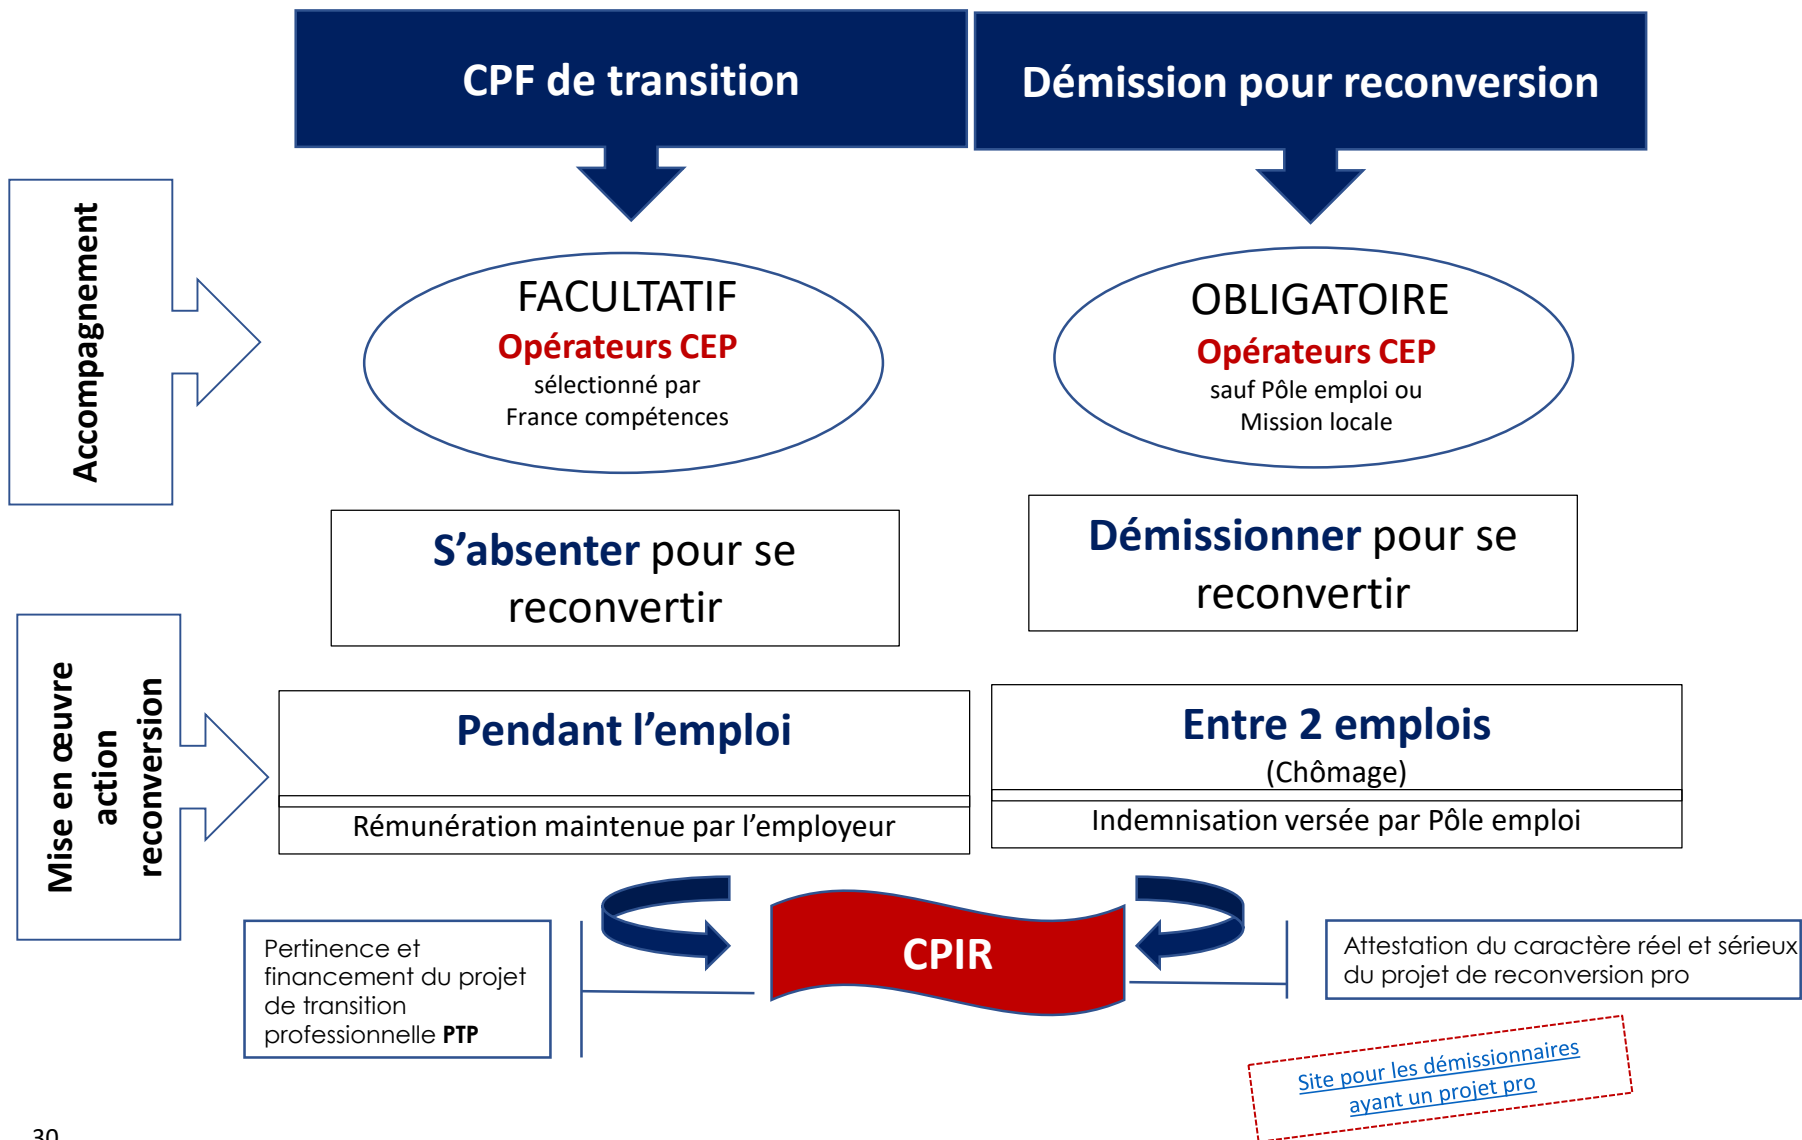 CPF de transition
Démission pour reconversion
Accompagnement
FACULTATIF
Opérateurs CEP
sélectionné par
France compétences
OBLIGATOIRE
Opérateurs CEP
sauf Pôle emploi ou
Mission locale
S’absenter pour se
reconvertir
Démissionner pour se
reconvertir
Mise en œuvre
action
reconversion
Pendant l’emploi
Rémunération maintenue par l’employeur
Entre 2 emplois
(Chômage)
Indemnisation versée par Pôle emploi
Pertinence et
financement du projet
de transition
professionnelle PTP
CPIR
Attestation du caractère réel et sérieux
du projet de reconversion pro
Site pour les démissionnaires
ayant un projet pro
30